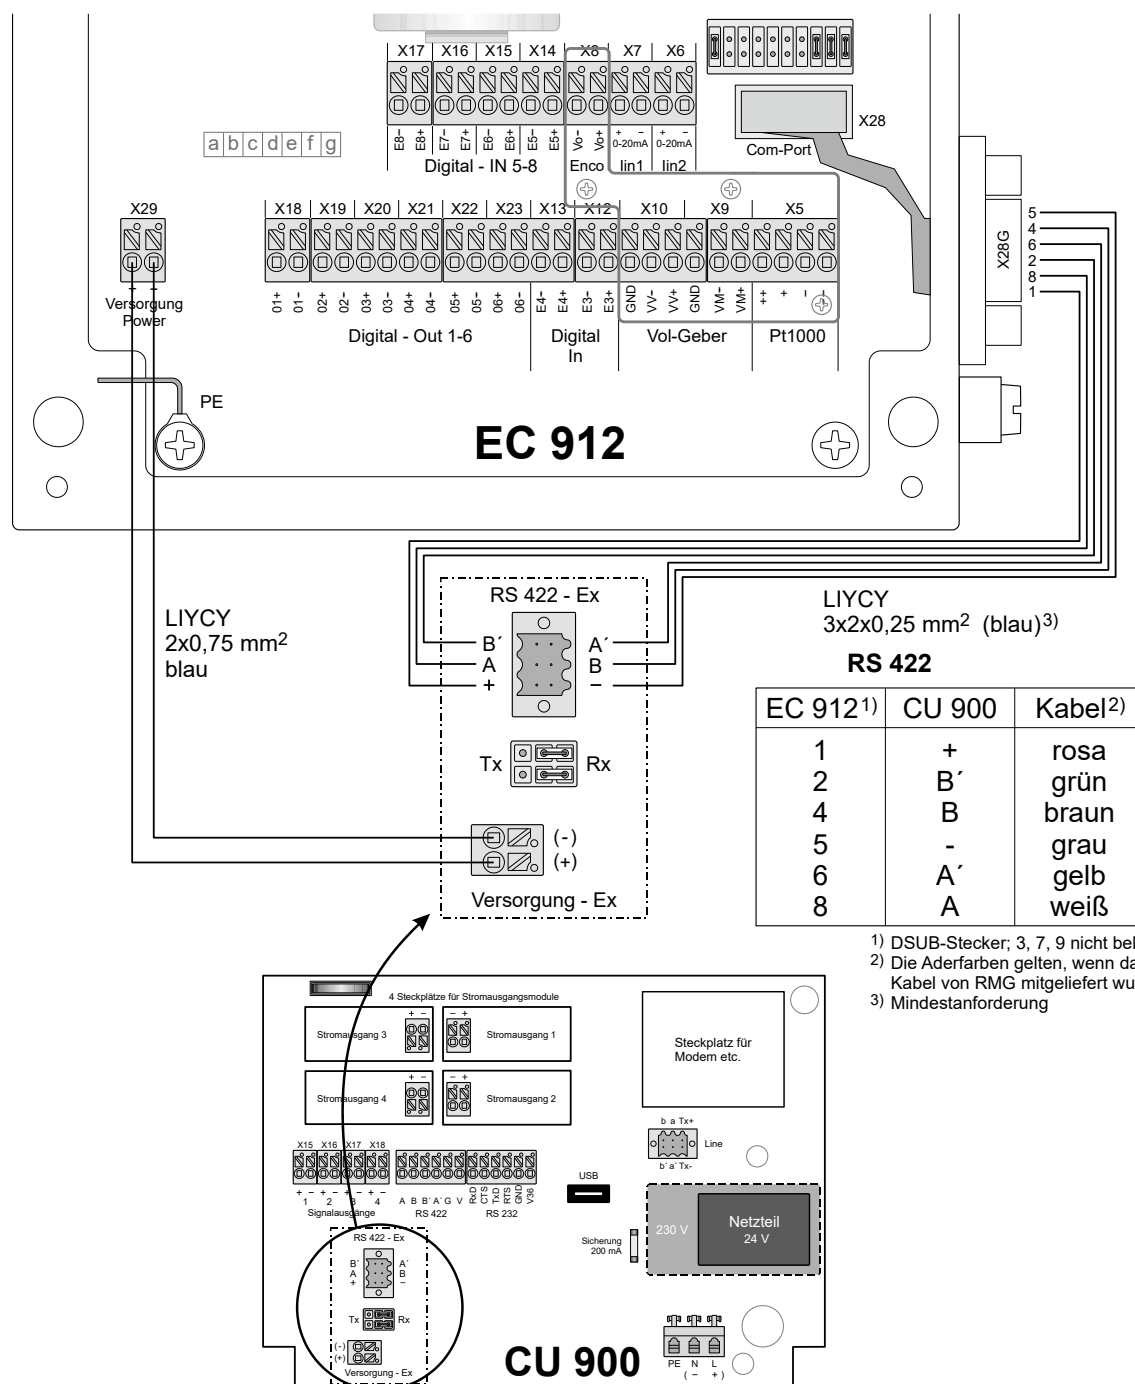 X17 X16 X15 X14 X8 X7 X6
E8- E8+ E7- E7+ E6- E6+ E5- E5+ Vo- Vo+ + − 0-20mA + − 0-20mA
Digital - IN 5-8 Enco Iin1 Iin2
X28
Com-Port
a b c d e f g
X29 X18 X19 X20 X21 X22 X23 X13 X12 X10 X9 X5
+ −
Versorgung
Power
01+ 01- 02+ 02- 03+ 03- 04+ 04- 05+ 05- 06+ 06- E4- E4+ E3- E3+ GND VV- VV+ GND VM- VM+ ++ + − −
Digital - Out 1-6 Digital
In
Vol-Geber Pt1000
X28G
5
4
6
2
8
1
PE
EC 912
LIYCY
2x0,75 mm2
blau
RS 422 - Ex
B´ A´
A B
+ −
Tx Rx
(-)
(+)
Versorgung - Ex
LIYCY
3x2x0,25 mm2 (blau)3)
RS 422
EC 9121) CU 900 Kabel2)
1 + rosa
2 B´ grün
4 B braun
5 - grau
6 A´ gelb
8 A weiß
1) DSUB-Stecker; 3, 7, 9 nicht bel
2) Die Aderfarben gelten, wenn da
Kabel von RMG mitgeliefert wu
3) Mindestanforderung
4 Steckplätze für Stromausgangsmodule
+ − − +
Stromausgang 3 Stromausgang 1
+ − − +
Stromausgang 4 Stromausgang 2
Steckplatz für
Modem etc.
b a Tx+
Line
b´a´Tx-
X15 X16 X17 X18
+ − + − + − + −
1 2 3 4
Signalausgänge
A B B´A´G V
RS 422
RxD CTS TxD RTS GND V36
RS 232
USB
Sicherung
200 mA
230 V
Netzteil
24 V
RS 422 - Ex
B´ A´
A B
+ −
Tx Rx
(-)
(+)
Versorgung - Ex
CU 900
PE N L
( − + )